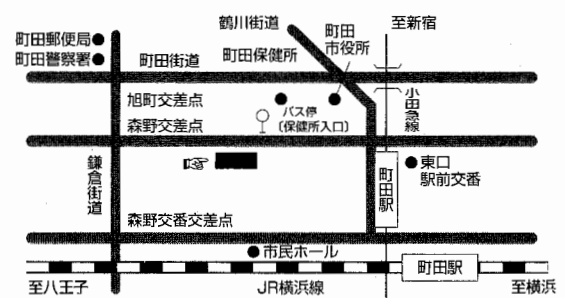 鶴川街道
至新宿
町田郵便局
町田警察署
町田街道
町田保健所
町田
市役所
旭町交差点
バス停
(保健所入口)
小田急線
森野交差点
鎌倉街道
町田駅
東口
駅前交番
森野交番交差点
市民ホール
町田駅
至八王子
JR横浜線
至横浜